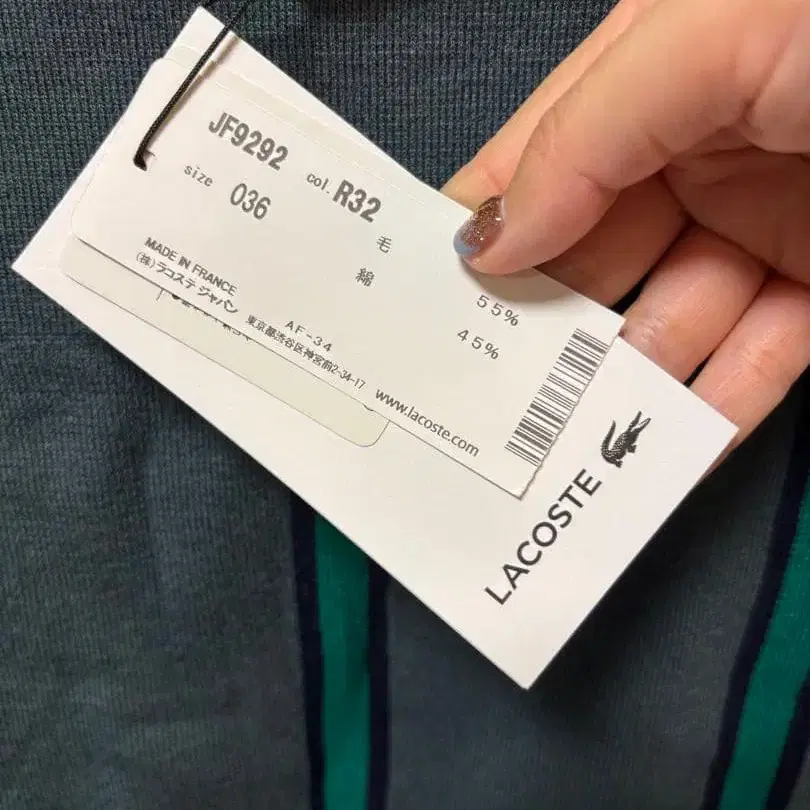 JF9292 col. R32
size 036
毛 55%
綿 45%
MADE IN FRANCE
(株)ラコステ ジャパン
AF-34
東京都渋谷区神宮前2-34-17
www.lacoste.com
LACOSTE